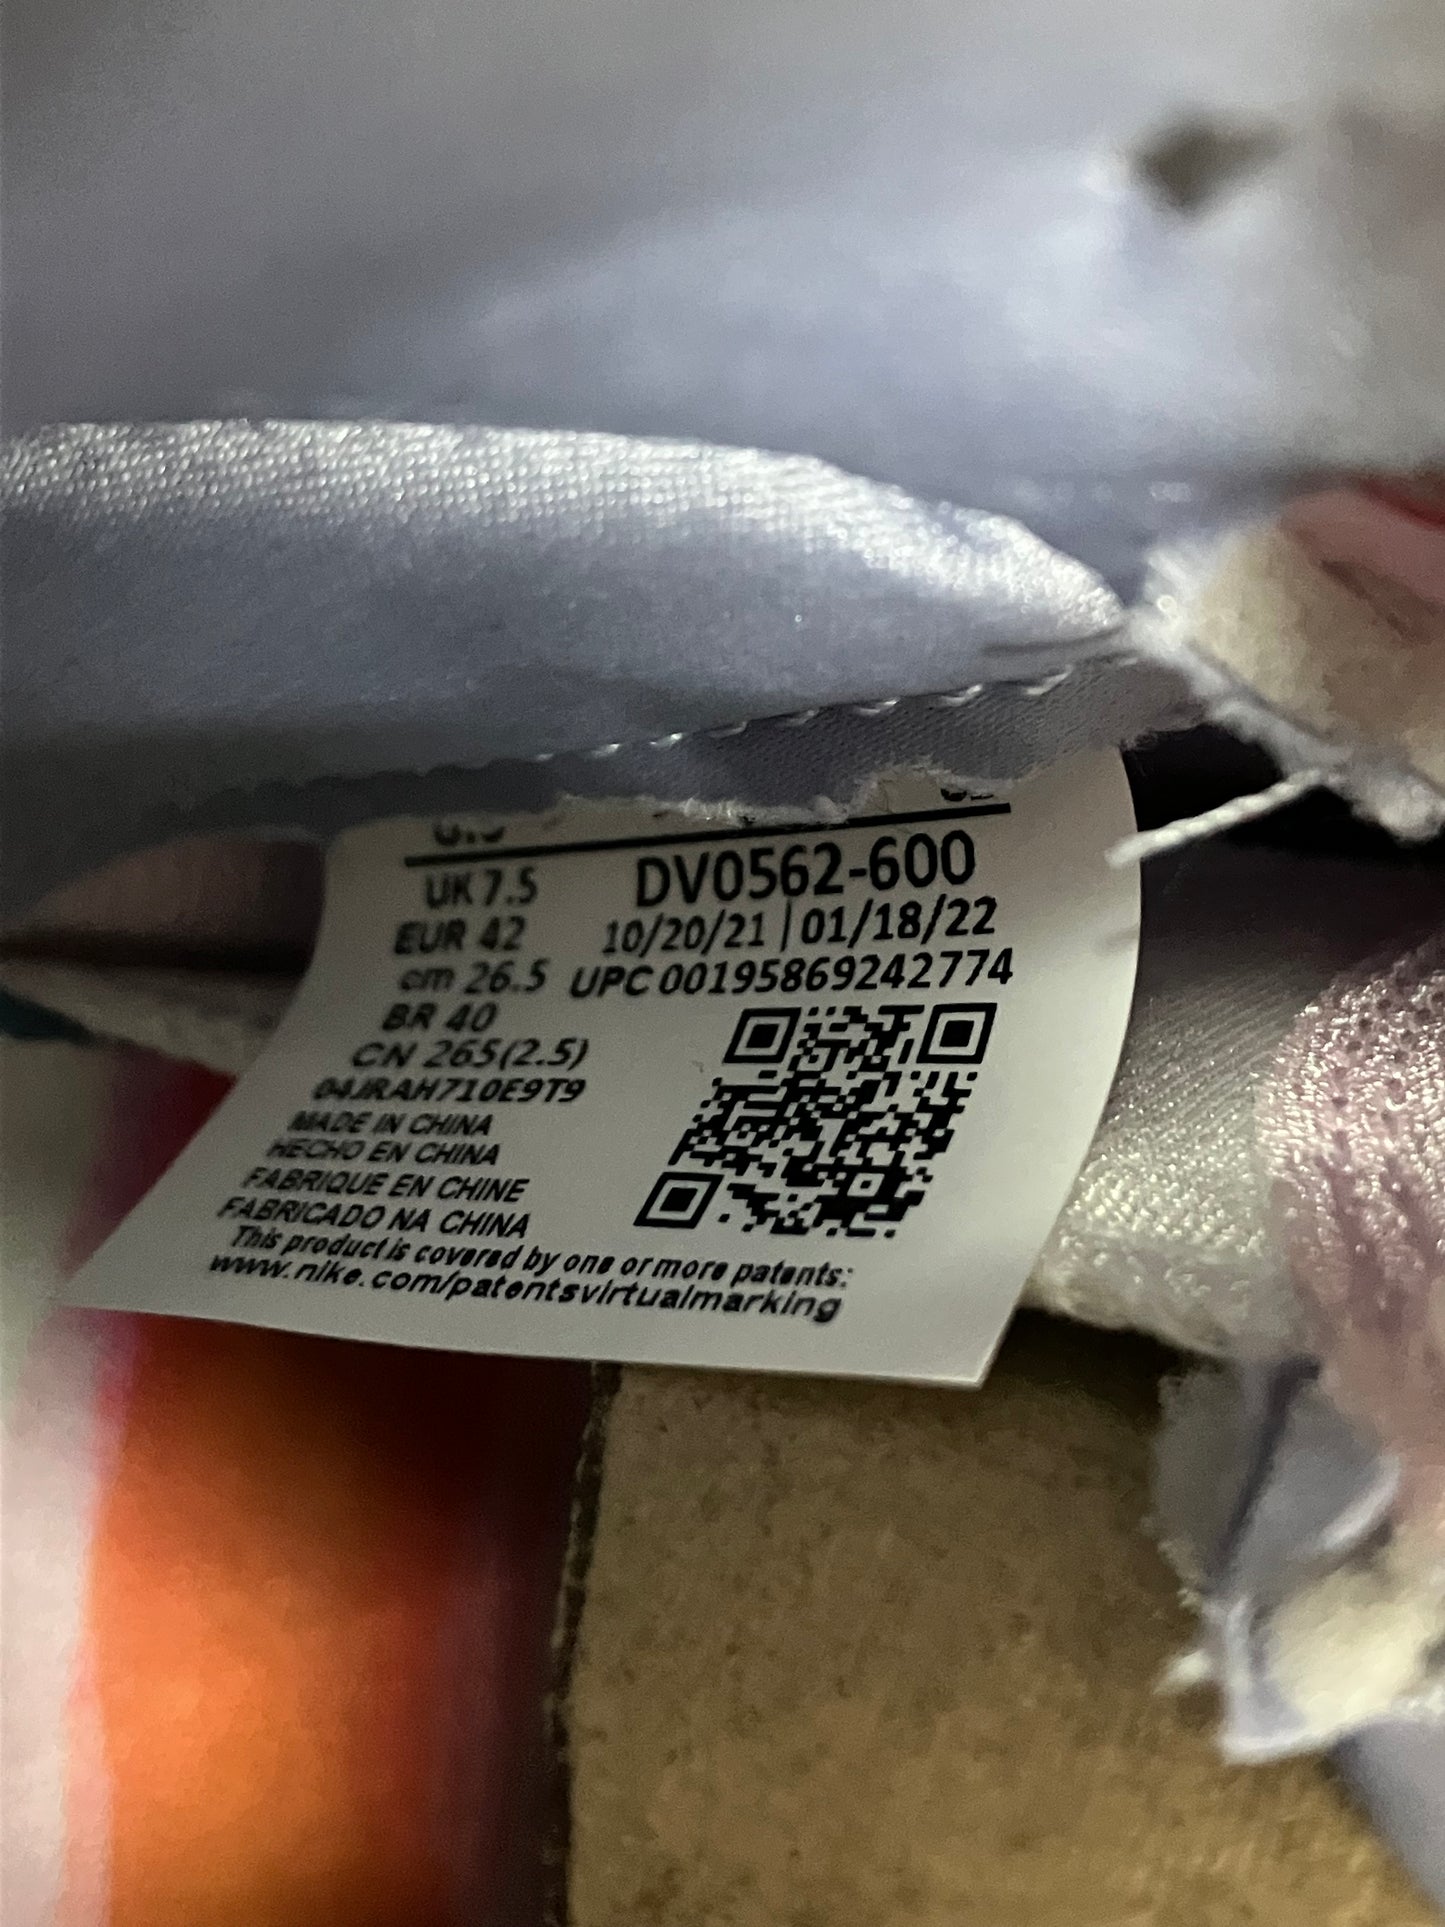 UK 7.5 DV0562-600
EUR 42 10/20/21 | 01/18/22
cm 26.5 UPC 00195869242774
BR 40
CN 265(2.5)
04JRAH710E9T9
MADE IN CHINA
HECHO EN CHINA
FABRIQUE EN CHINE
FABRICADO NA CHINA
This product is covered by one or more patents:
www.nike.com/patentsvirtualmarking